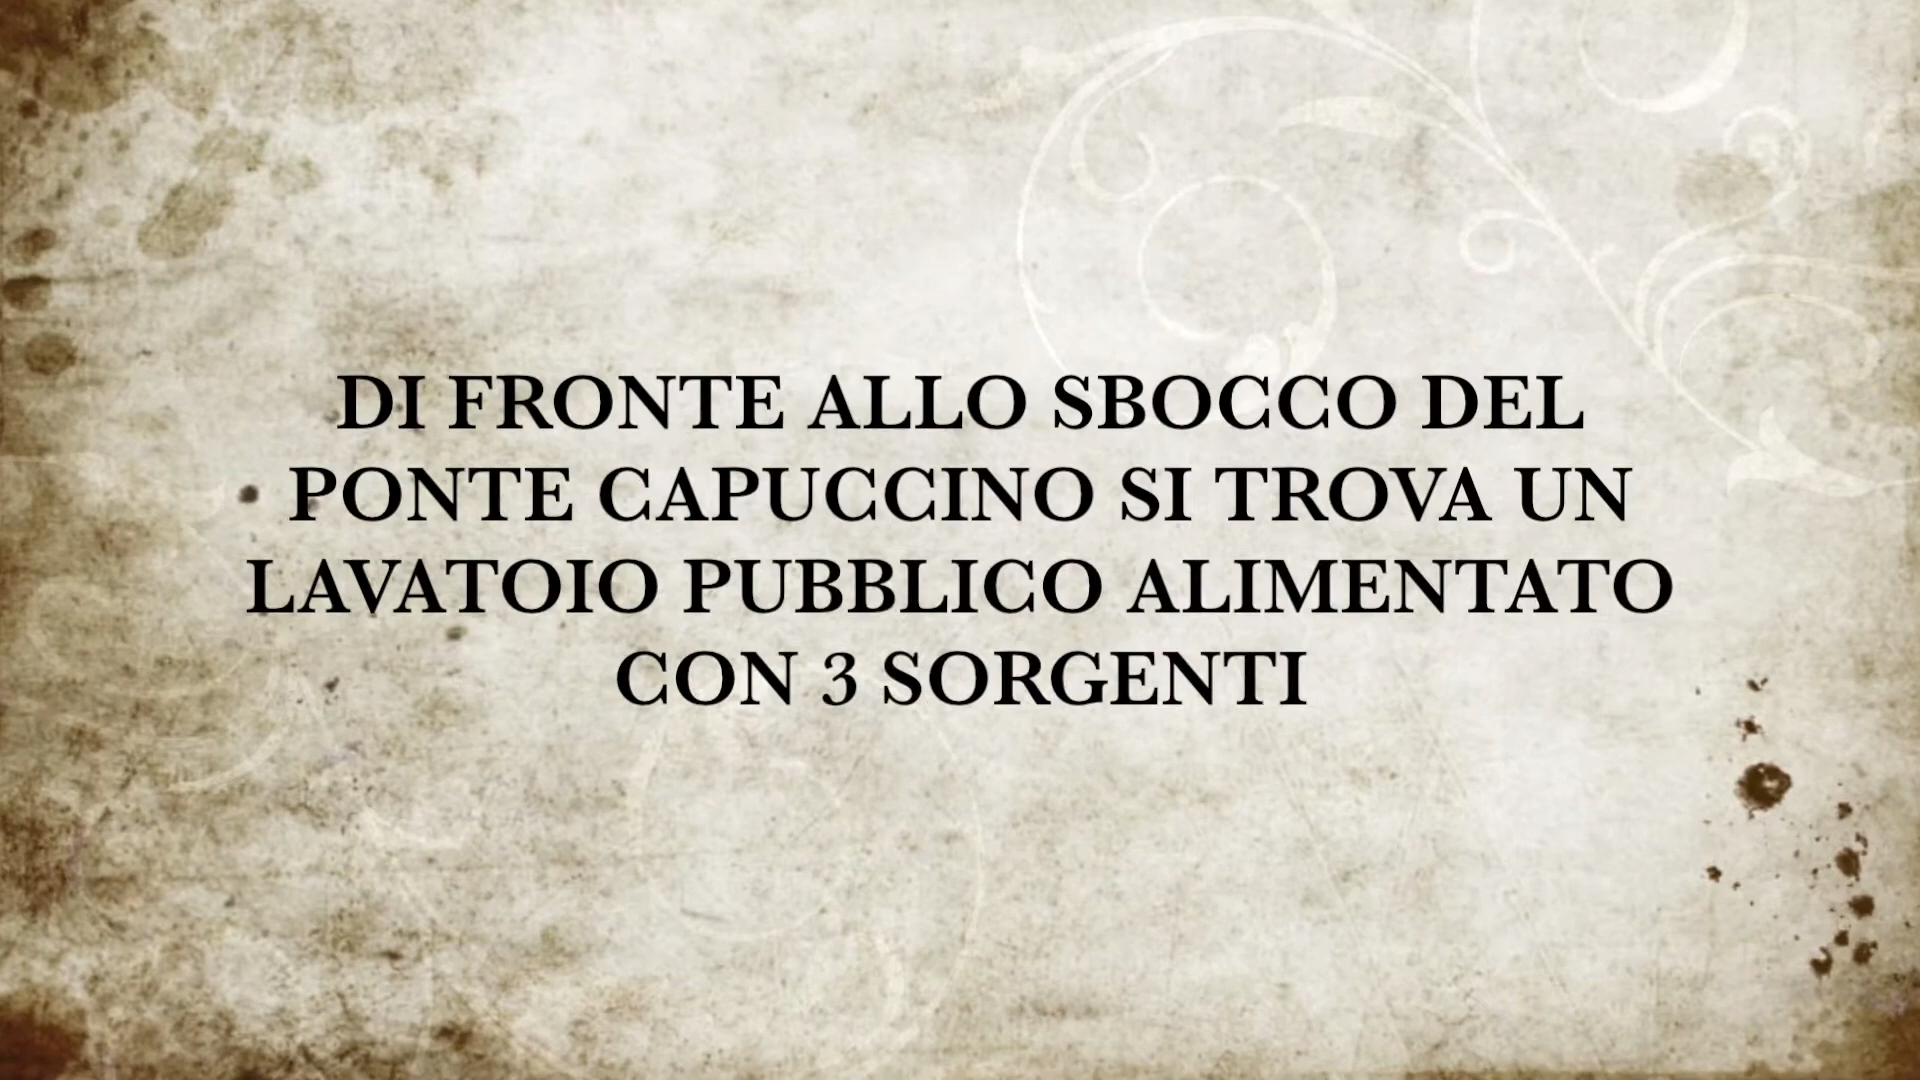 DI FRONTE ALLO SBOCCO DEL
PONTE CAPUCCINO SI TROVA UN
LAVATOIO PUBBLICO ALIMENTATO
CON 3 SORGENTI